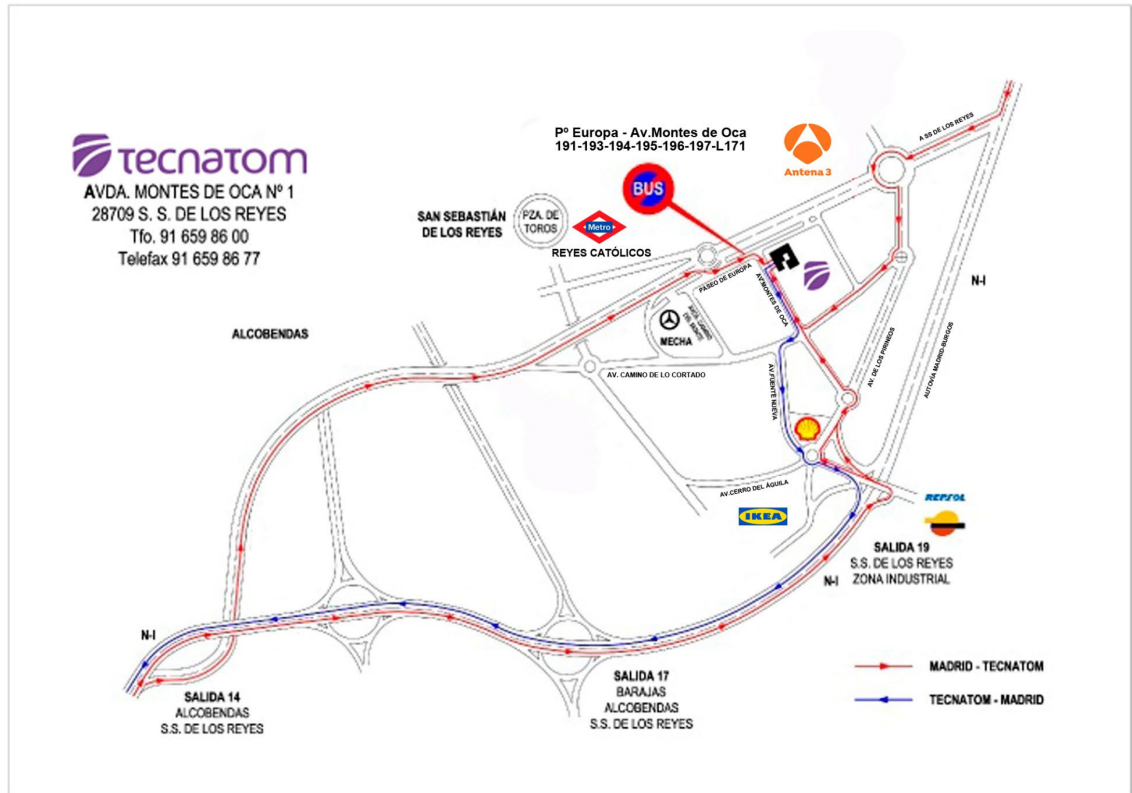 tecnatom
AVDA. MONTES DE OCA Nº 1
28709 S. S. DE LOS REYES
Tfo. 91 659 86 00
Telefax 91 659 86 77
Pº Europa - Av.Montes de Oca
191-193-194-195-196-197-L171
BUS
Antena 3
A SS DE LOS REYES
SAN SEBASTIÁN
DE LOS REYES
PZA. DE
TOROS
Metro
REYES CATÓLICOS
ALCOBENDAS
PASEO DE EUROPA
AV.MONTES DE OCA
MECHA
AV. CAMINO DE LO CORTADO
AV.FUENTE NUEVA
AV. DE LOS PIRINEOS
AUTOVÍA MADRID-BURGOS
N-I
AV.CERRO DEL ÁGUILA
IKEA
REPSOL
SALIDA 19
S.S. DE LOS REYES
ZONA INDUSTRIAL
N-I
N-I
SALIDA 14
ALCOBENDAS
S.S. DE LOS REYES
SALIDA 17
BARAJAS
ALCOBENDAS
S.S. DE LOS REYES
MADRID - TECNATOM
TECNATOM - MADRID